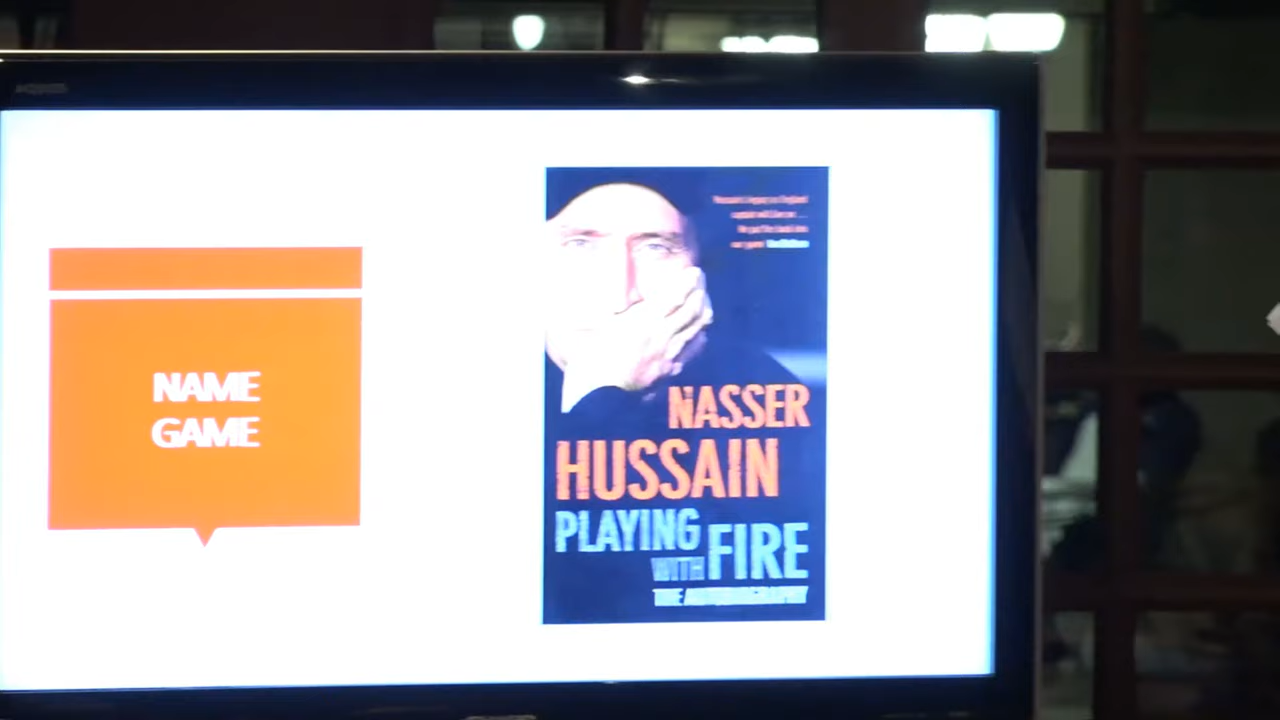 NAME
GAME
NASSER
HUSSAIN
PLAYING
WITH FIRE
THE AUTOBIOGRAPHY